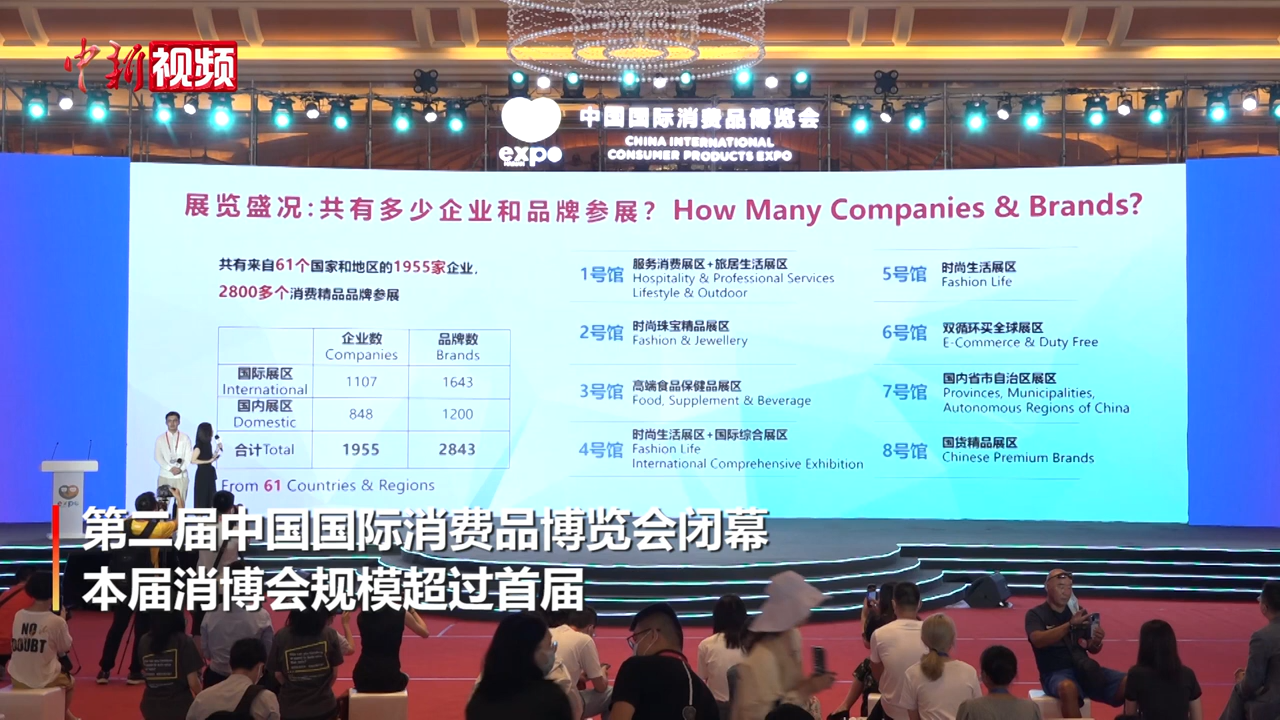 中新视频
中国国际消费品博览会
CHINA INTERNATIONAL
CONSUMER PRODUCTS EXPO
expo
HAINAN
展览盛况:共有多少企业和品牌参展? How Many Companies & Brands?
共有来自61个国家和地区的1955家企业,
2800多个消费精品品牌参展
企业数 品牌数
Companies Brands
国际展区
International 1107 1643
国内展区
Domestic 848 1200
合计Total 1955 2843
From 61 Countries & Regions
1号馆 服务消费展区+旅居生活展区
Hospitality & Professional Services
Lifestyle & Outdoor
2号馆 时尚珠宝精品展区
Fashion & Jewellery
3号馆 高端食品保健品展区
Food, Supplement & Beverage
4号馆 时尚生活展区+国际综合展区
Fashion Life
International Comprehensive Exhibition
5号馆 时尚生活展区
Fashion Life
6号馆 双循环买全球展区
E-Commerce & Duty Free
7号馆 国内省市自治区展区
Provinces, Municipalities,
Autonomous Regions of China
8号馆 国货精品展区
Chinese Premium Brands
expo
第二届中国国际消费品博览会闭幕
本届消博会规模超过首届
NO
DOUBT